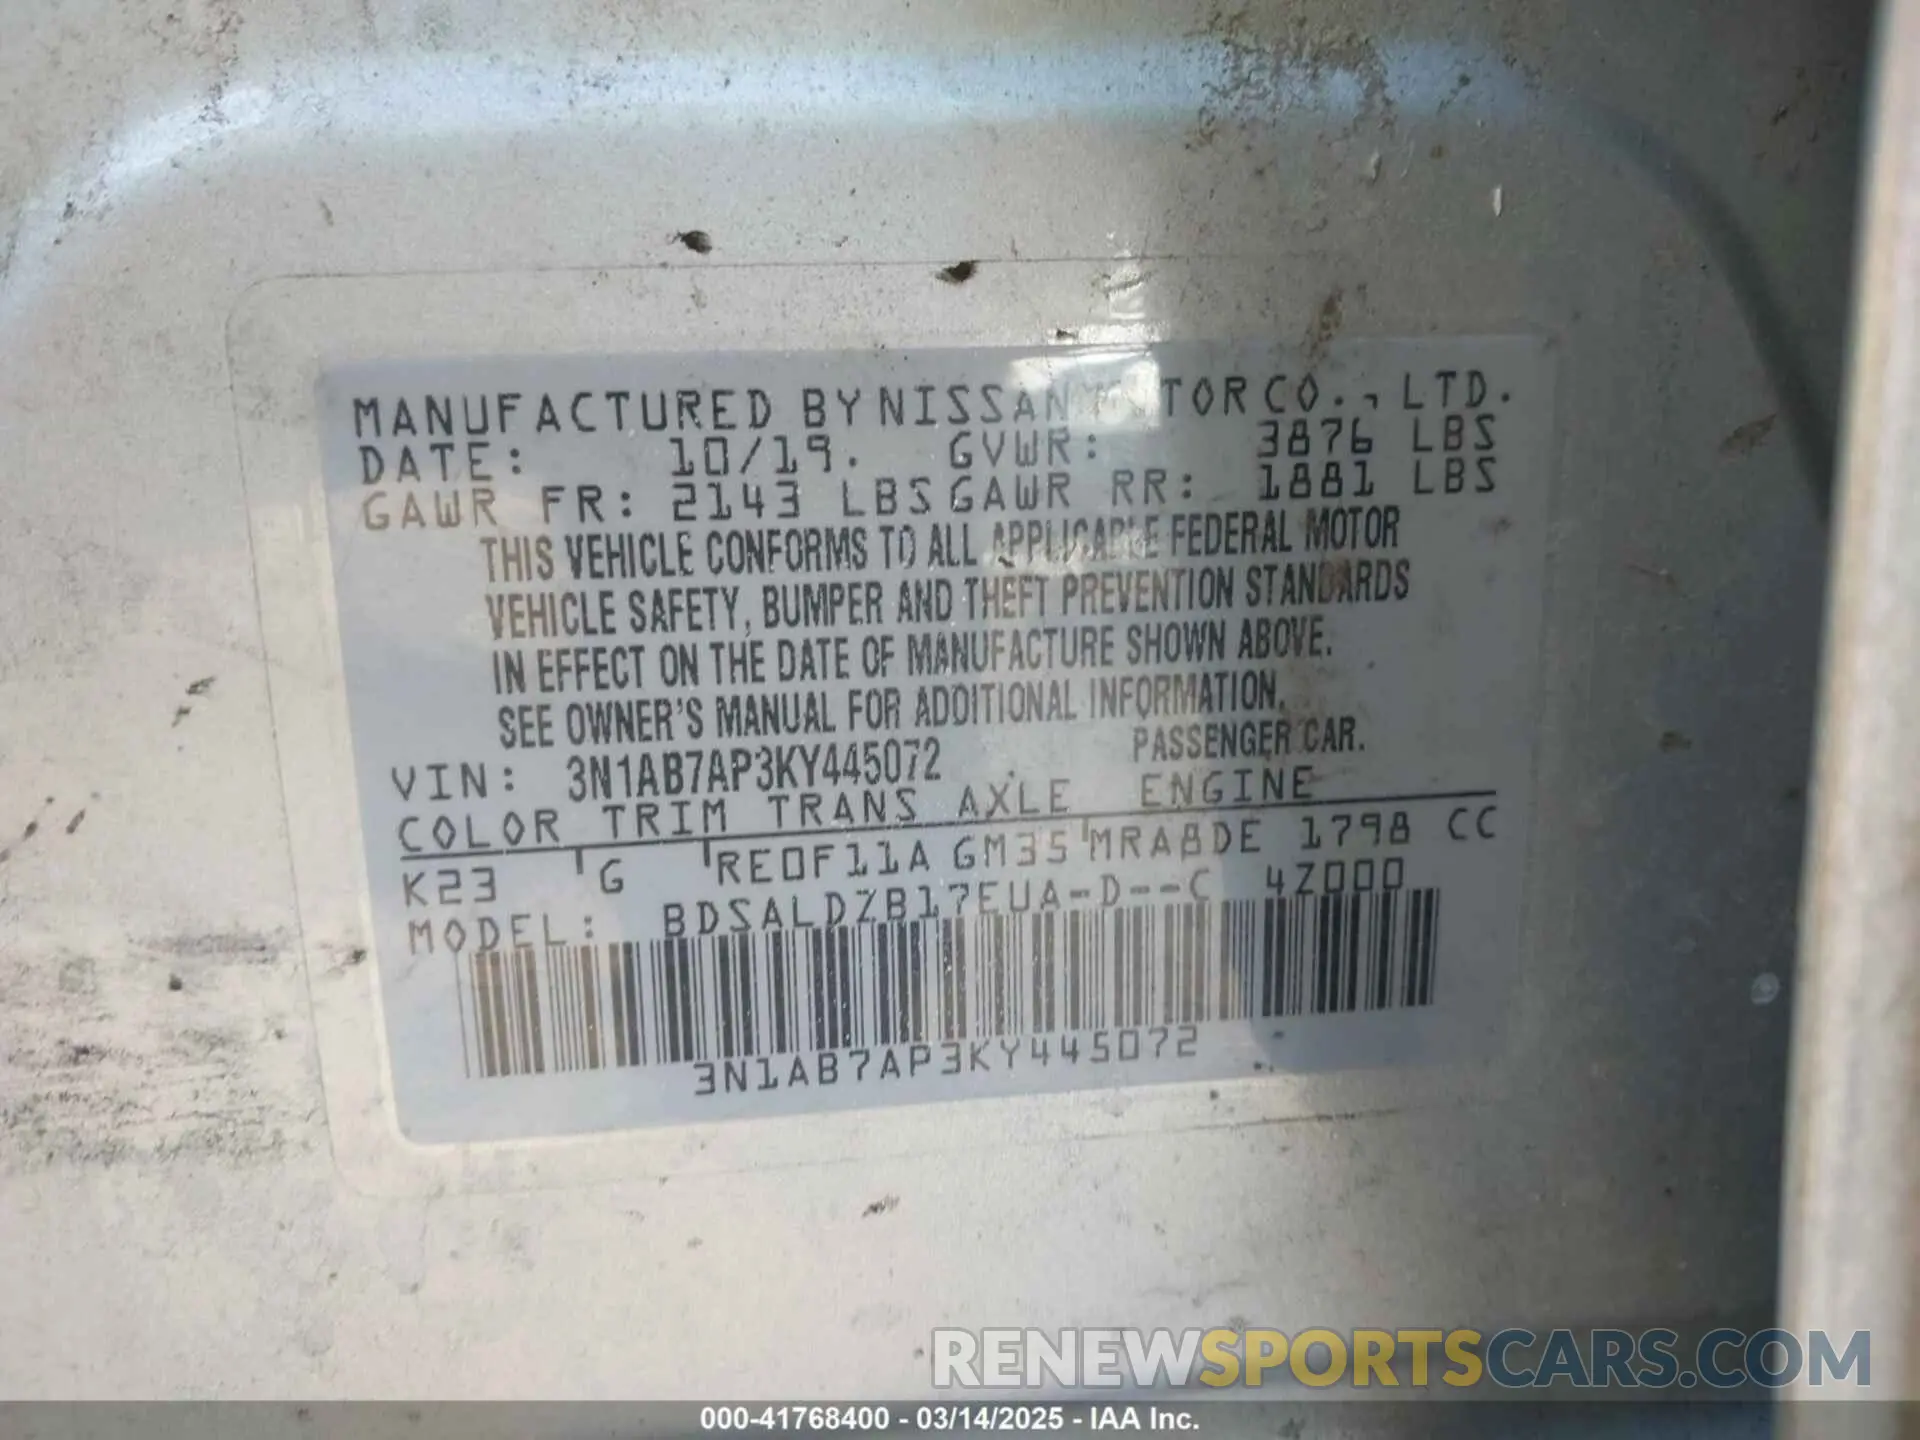 MANUFACTURED BY NISSAN MOTOR CO., LTD.
DATE: 10/19. GVWR: 3876 LBS
GAWR FR: 2143 LBS GAWR RR: 1881 LBS
THIS VEHICLE CONFORMS TO ALL APPLICABLE FEDERAL MOTOR
VEHICLE SAFETY, BUMPER AND THEFT PREVENTION STANDARDS
IN EFFECT ON THE DATE OF MANUFACTURE SHOWN ABOVE.
SEE OWNER'S MANUAL FOR ADDITIONAL INFORMATION.
PASSENGER CAR.
VIN: 3N1AB7AP3KY445072
COLOR TRIM TRANS AXLE ENGINE
K23 G RE0F11A GM35 MRA8DE 1798 CC
MODEL: BDSALDZB17EUA-D--C 4Z000
3N1AB7AP3KY445072
RENEWSPORTSCARS.COM
000-41768400 - 03/14/2025 - IAA Inc.